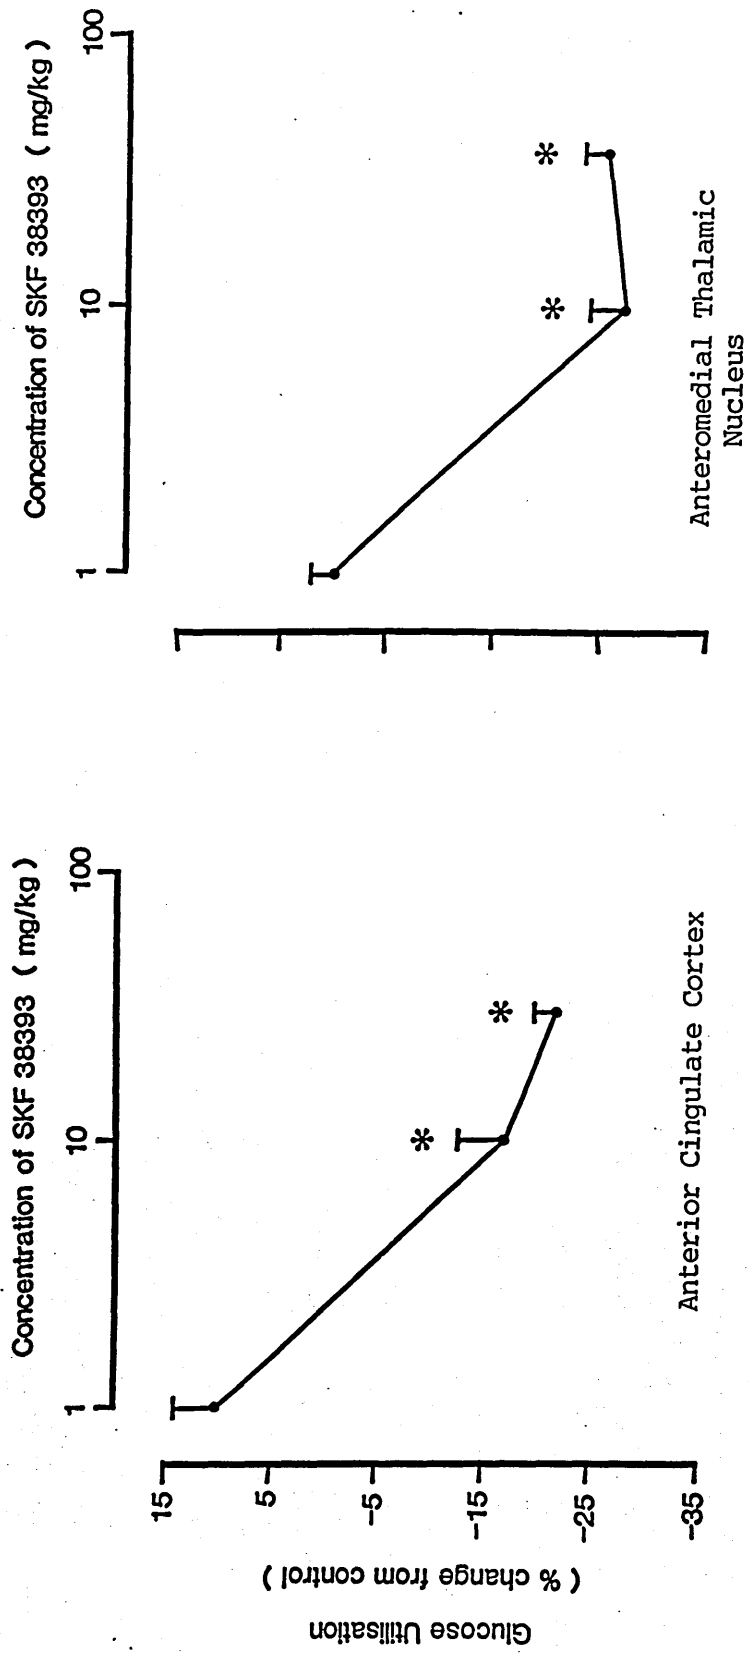 Concentration of SKF 38393 ( mg/kg )
1 10 100
Glucose Utilisation
( % change from control )
15
5
-5
-15
-25
-35
*
*
Anterior Cingulate Cortex
Concentration of SKF 38393 ( mg/kg )
1 10 100
*
*
Anteromedial Thalamic
Nucleus